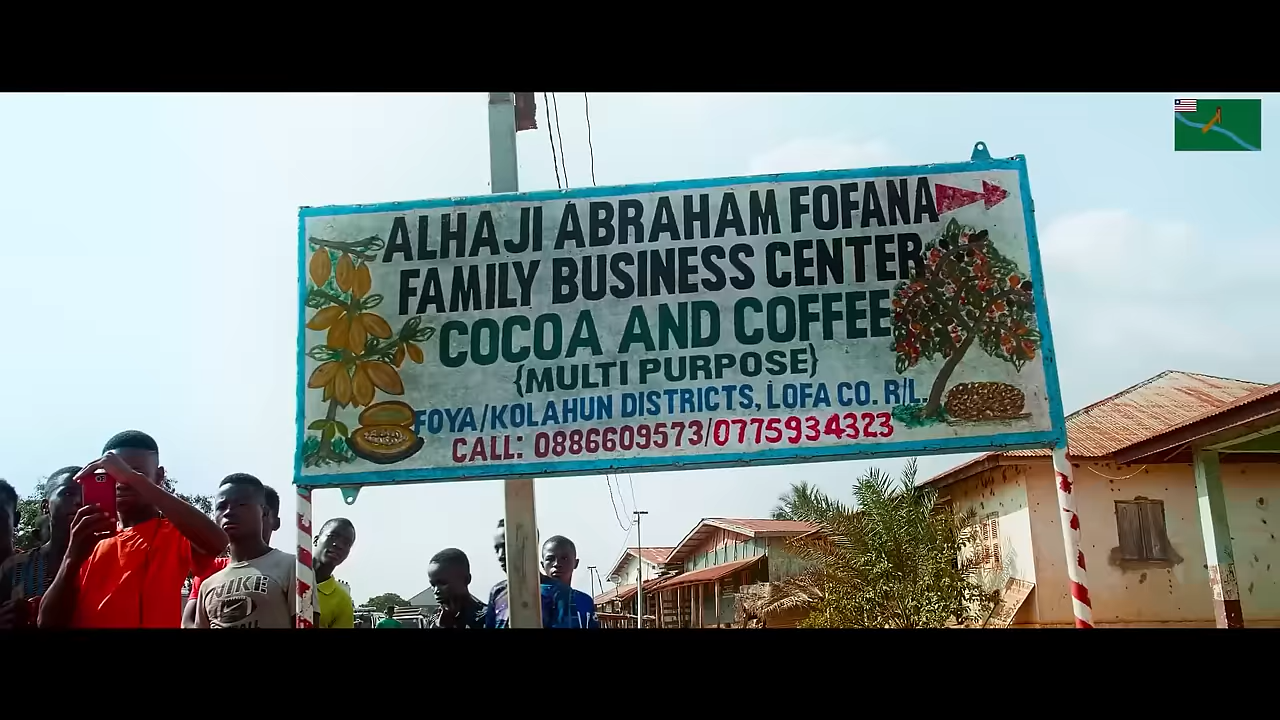 ALHAJI ABRAHAM FOFANA
FAMILY BUSINESS CENTER
COCOA AND COFFEE
{MULTI PURPOSE}
FOYA/KOLAHUN DISTRICTS, LOFA CO. R/L.
CALL: 0886609573/0775934323
NIKE